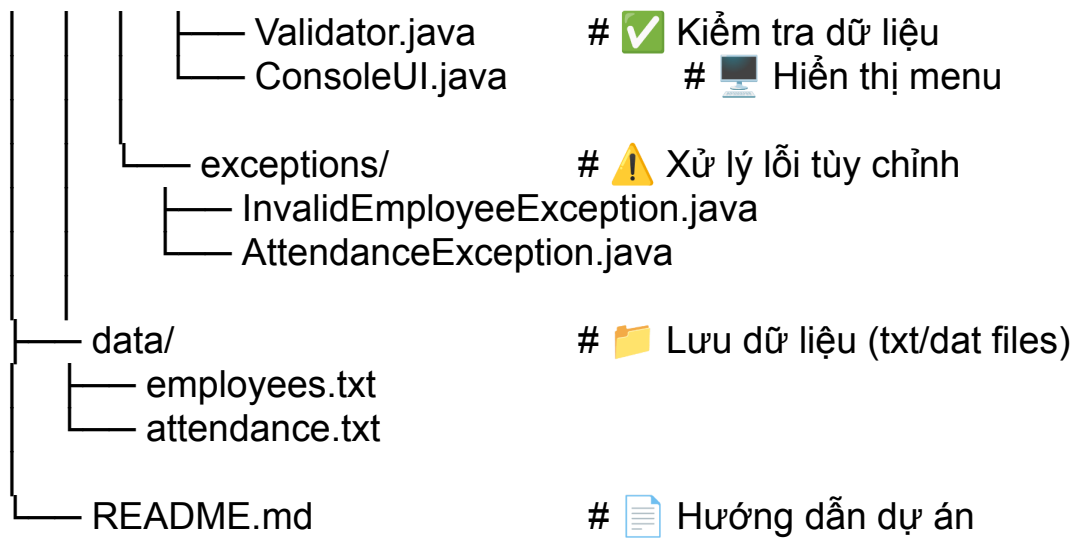 │ │ │ ├── Validator.java # ✅ Kiểm tra dữ liệu
│ │ │ └── ConsoleUI.java # 🖥️ Hiển thị menu
│ │ │
│ │ └── exceptions/ # ⚠️ Xử lý lỗi tùy chỉnh
│ │ ├── InvalidEmployeeException.java
│ │ └── AttendanceException.java
│ │
├── data/ # 📁 Lưu dữ liệu (txt/dat files)
│ ├── employees.txt
│ └── attendance.txt
│
└── README.md # 📄 Hướng dẫn dự án